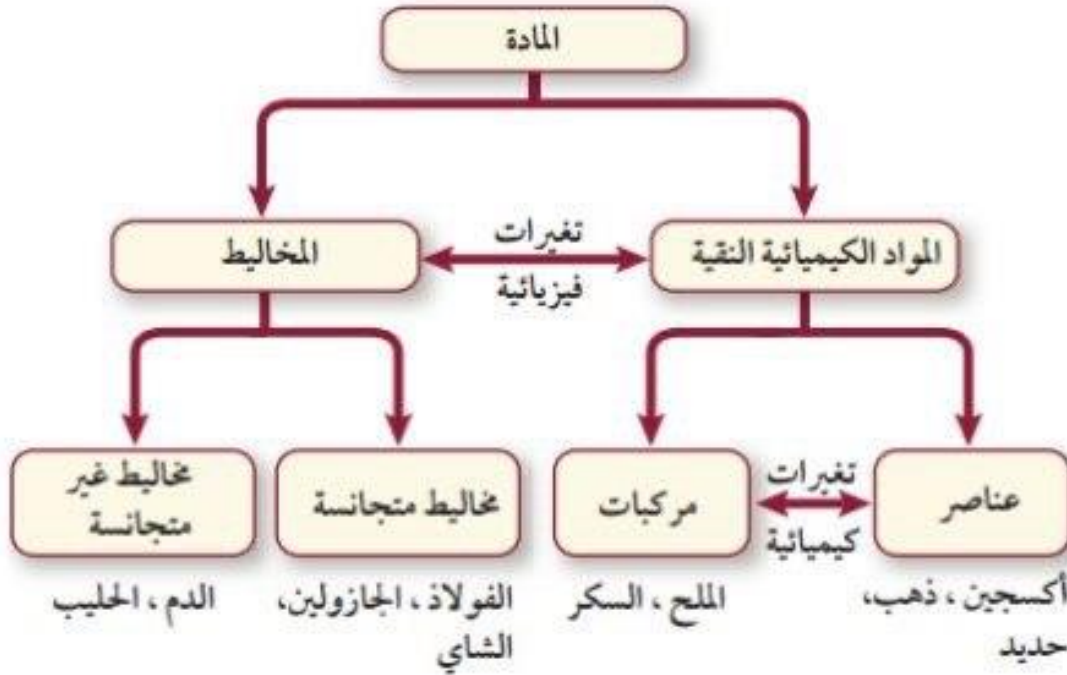 المادة
المواد الكيميائية النقية
تغيرات
فيزيائية
المخاليط
عناصر
تغيرات
كيميائية
مركبات
مخاليط متجانسة
مخاليط غير
متجانسة
أكسجين، ذهب،
حديد
الملح، السكر
الفولاذ، الجازولين،
الشاي
الدم، الحليب